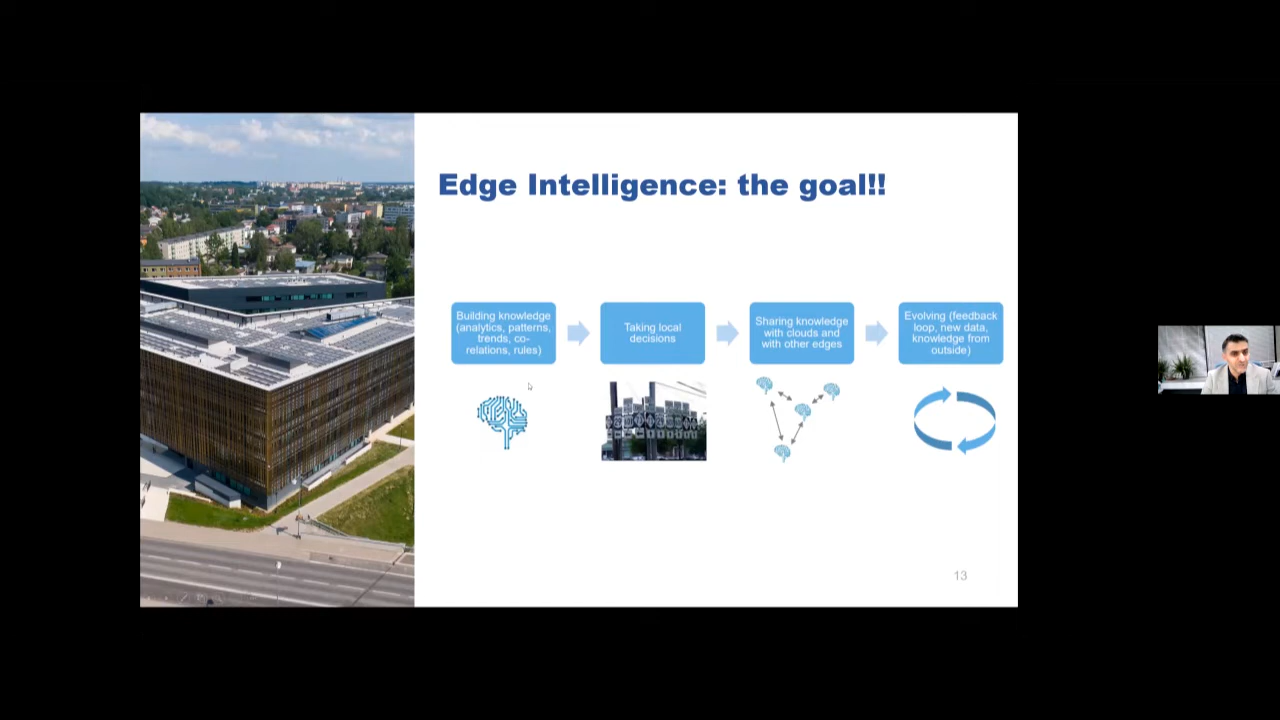 Edge Intelligence: the goal!!
Building knowledge
(analytics, patterns,
trends, co-
relations, rules)
Taking local
decisions
Sharing knowledge
with clouds and
with other edges
Evolving (feedback
loop, new data,
knowledge from
outside)
13